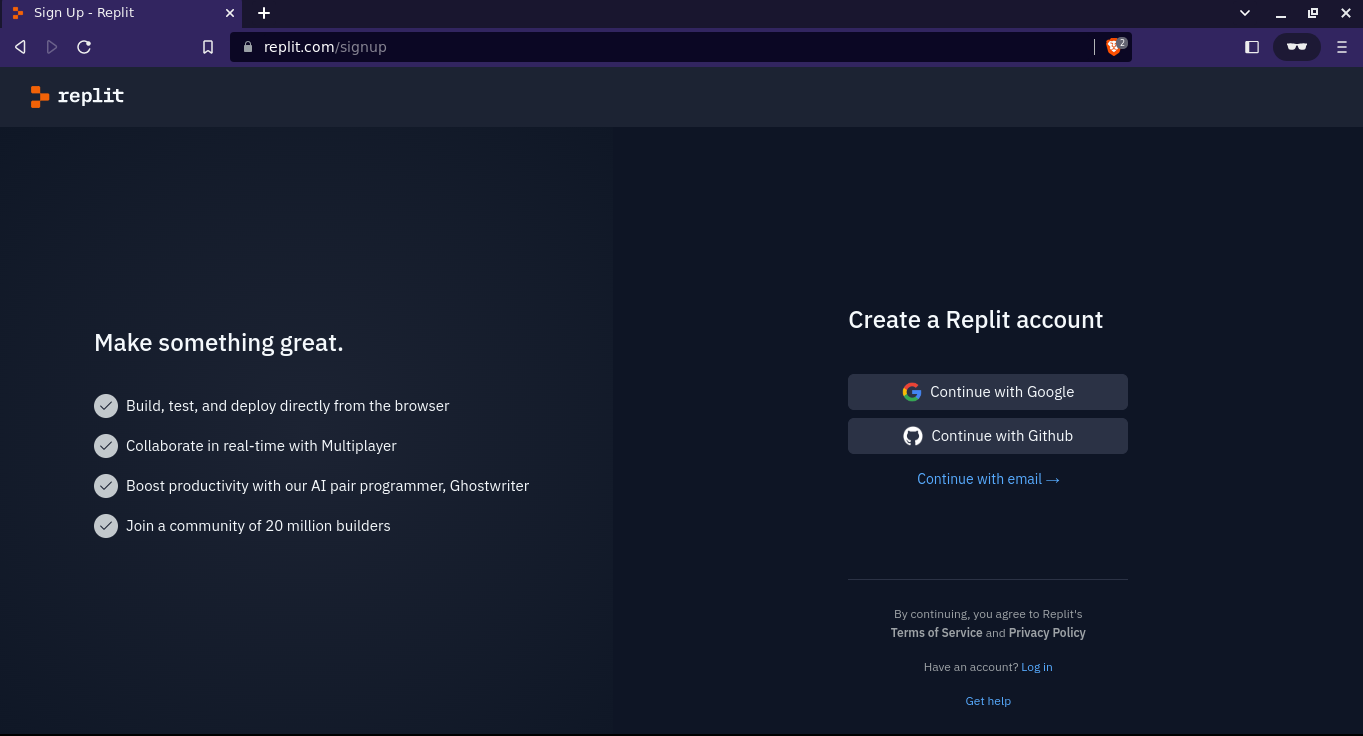 Sign Up - Replit
replit.com/signup
2
replit
Make something great.
Build, test, and deploy directly from the browser
Collaborate in real-time with Multiplayer
Boost productivity with our AI pair programmer, Ghostwriter
Join a community of 20 million builders
Create a Replit account
Continue with Google
Continue with Github
Continue with email →
By continuing, you agree to Replit's
Terms of Service and Privacy Policy
Have an account? Log in
Get help